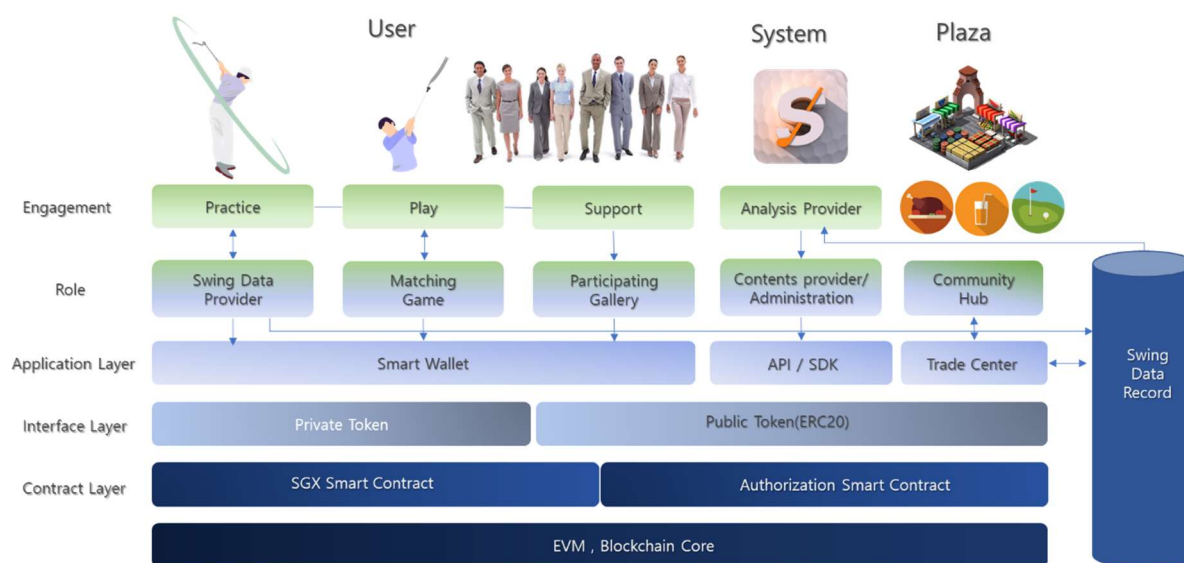 User
System
Plaza
S
Engagement
Practice
Play
Support
Analysis Provider
Role
Swing Data
Provider
Matching
Game
Participating
Gallery
Contents provider/
Administration
Community
Hub
Application Layer
Smart Wallet
API / SDK
Trade Center
Swing
Data
Record
Interface Layer
Private Token
Public Token(ERC20)
Contract Layer
SGX Smart Contract
Authorization Smart Contract
EVM , Blockchain Core